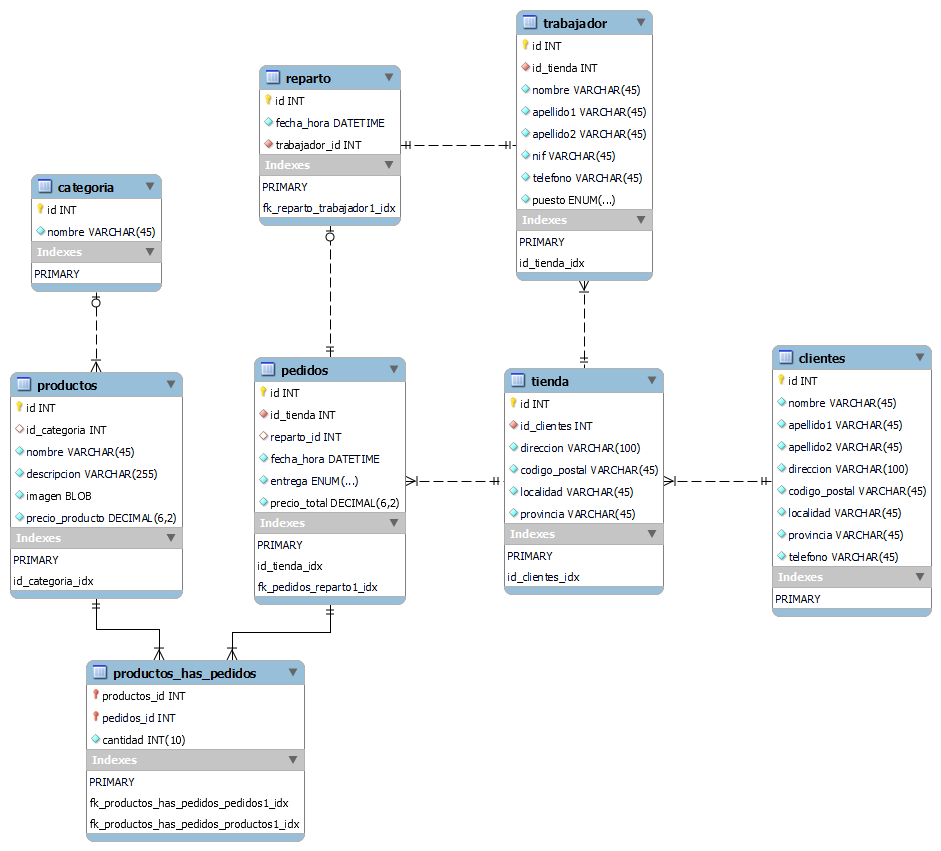 trabajador
id INT
id_tienda INT
nombre VARCHAR(45)
apellido1 VARCHAR(45)
apellido2 VARCHAR(45)
nif VARCHAR(45)
telefono VARCHAR(45)
puesto ENUM(...)
Indexes
PRIMARY
id_tienda_idx
reparto
id INT
fecha_hora DATETIME
trabajador_id INT
Indexes
PRIMARY
fk_reparto_trabajador1_idx
categoria
id INT
nombre VARCHAR(45)
Indexes
PRIMARY
productos
id INT
id_categoria INT
nombre VARCHAR(45)
descripcion VARCHAR(255)
imagen BLOB
precio_producto DECIMAL(6,2)
Indexes
PRIMARY
id_categoria_idx
pedidos
id INT
id_tienda INT
reparto_id INT
fecha_hora DATETIME
entrega ENUM(...)
precio_total DECIMAL(6,2)
Indexes
PRIMARY
id_tienda_idx
fk_pedidos_reparto1_idx
tienda
id INT
id_clientes INT
direccion VARCHAR(100)
codigo_postal VARCHAR(45)
localidad VARCHAR(45)
provincia VARCHAR(45)
Indexes
PRIMARY
id_clientes_idx
clientes
id INT
nombre VARCHAR(45)
apellido1 VARCHAR(45)
apellido2 VARCHAR(45)
direccion VARCHAR(100)
codigo_postal VARCHAR(45)
localidad VARCHAR(45)
provincia VARCHAR(45)
telefono VARCHAR(45)
Indexes
PRIMARY
productos_has_pedidos
productos_id INT
pedidos_id INT
cantidad INT(10)
Indexes
PRIMARY
fk_productos_has_pedidos_pedidos1_idx
fk_productos_has_pedidos_productos1_idx